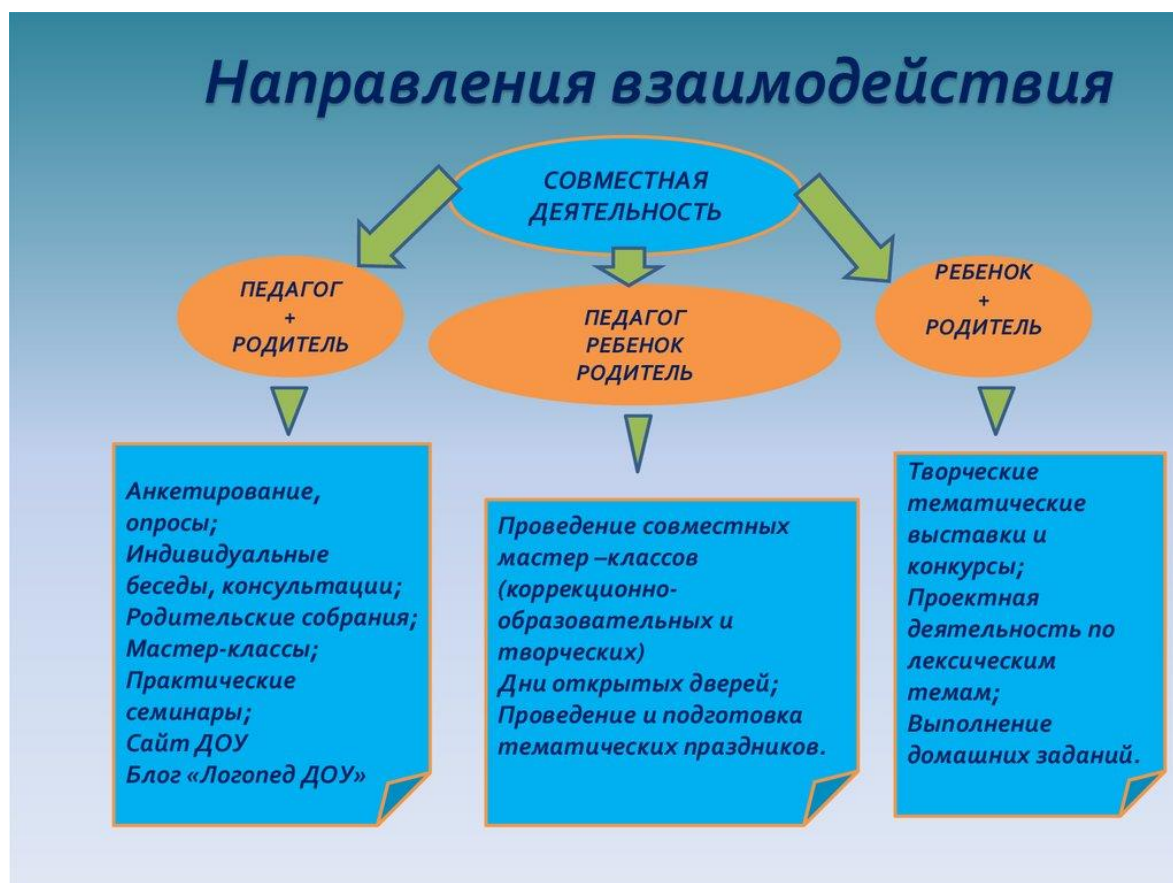 Направления взаимодействия
СОВМЕСТНАЯ
ДЕЯТЕЛЬНОСТЬ
ПЕДАГОГ
+
РОДИТЕЛЬ
ПЕДАГОГ
РЕБЕНОК
РОДИТЕЛЬ
РЕБЕНОК
+
РОДИТЕЛЬ
Анкетирование,
опросы;
Индивидуальные
беседы, консультации;
Родительские собрания;
Мастер-классы;
Практические
семинары;
Сайт ДОУ
Блог «Логопед ДОУ»
Проведение совместных
мастер –классов
(коррекционно-
образовательных и
творческих)
Дни открытых дверей;
Проведение и подготовка
тематических праздников.
Творческие
тематические
выставки и
конкурсы;
Проектная
деятельность по
лексическим
темам;
Выполнение
домашних заданий.